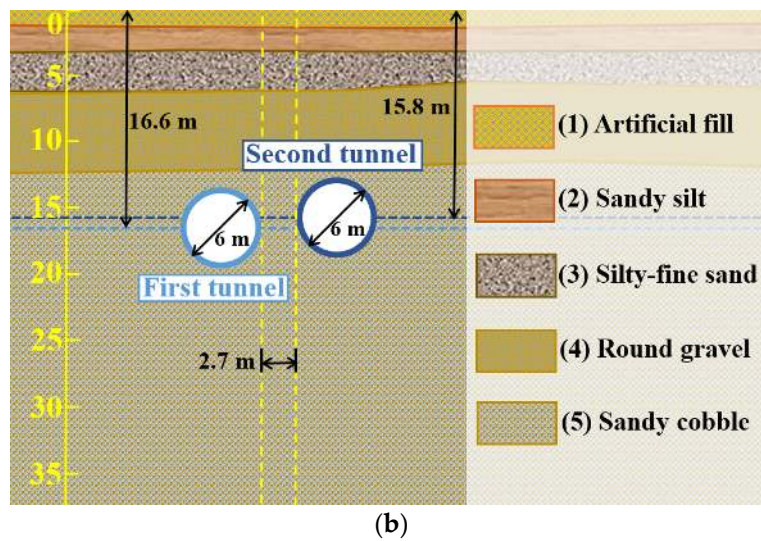 0
5
10
15
20
25
30
35
16.6 m
15.8 m
Second tunnel
6 m
6 m
First tunnel
2.7 m
(1) Artificial fill
(2) Sandy silt
(3) Silty-fine sand
(4) Round gravel
(5) Sandy cobble
(b)